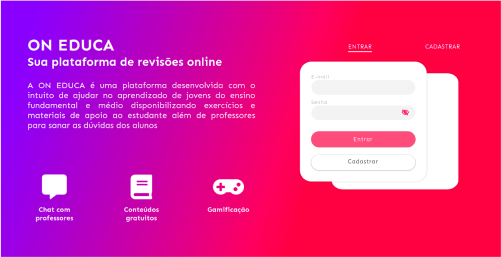 ON EDUCA
Sua plataforma de revisões online
A ON EDUCA é uma plataforma desenvolvida com o
intuito de ajudar no aprendizado de jovens do ensino
fundamental e médio disponibilizando exercícios e
materiais de apoio ao estudante além de professores
para sanar as dúvidas dos alunos
Chat com
professores
Conteúdos
gratuitos
Gamificação
ENTRAR
CADASTRAR
E-mail
Senha
Entrar
Cadastrar